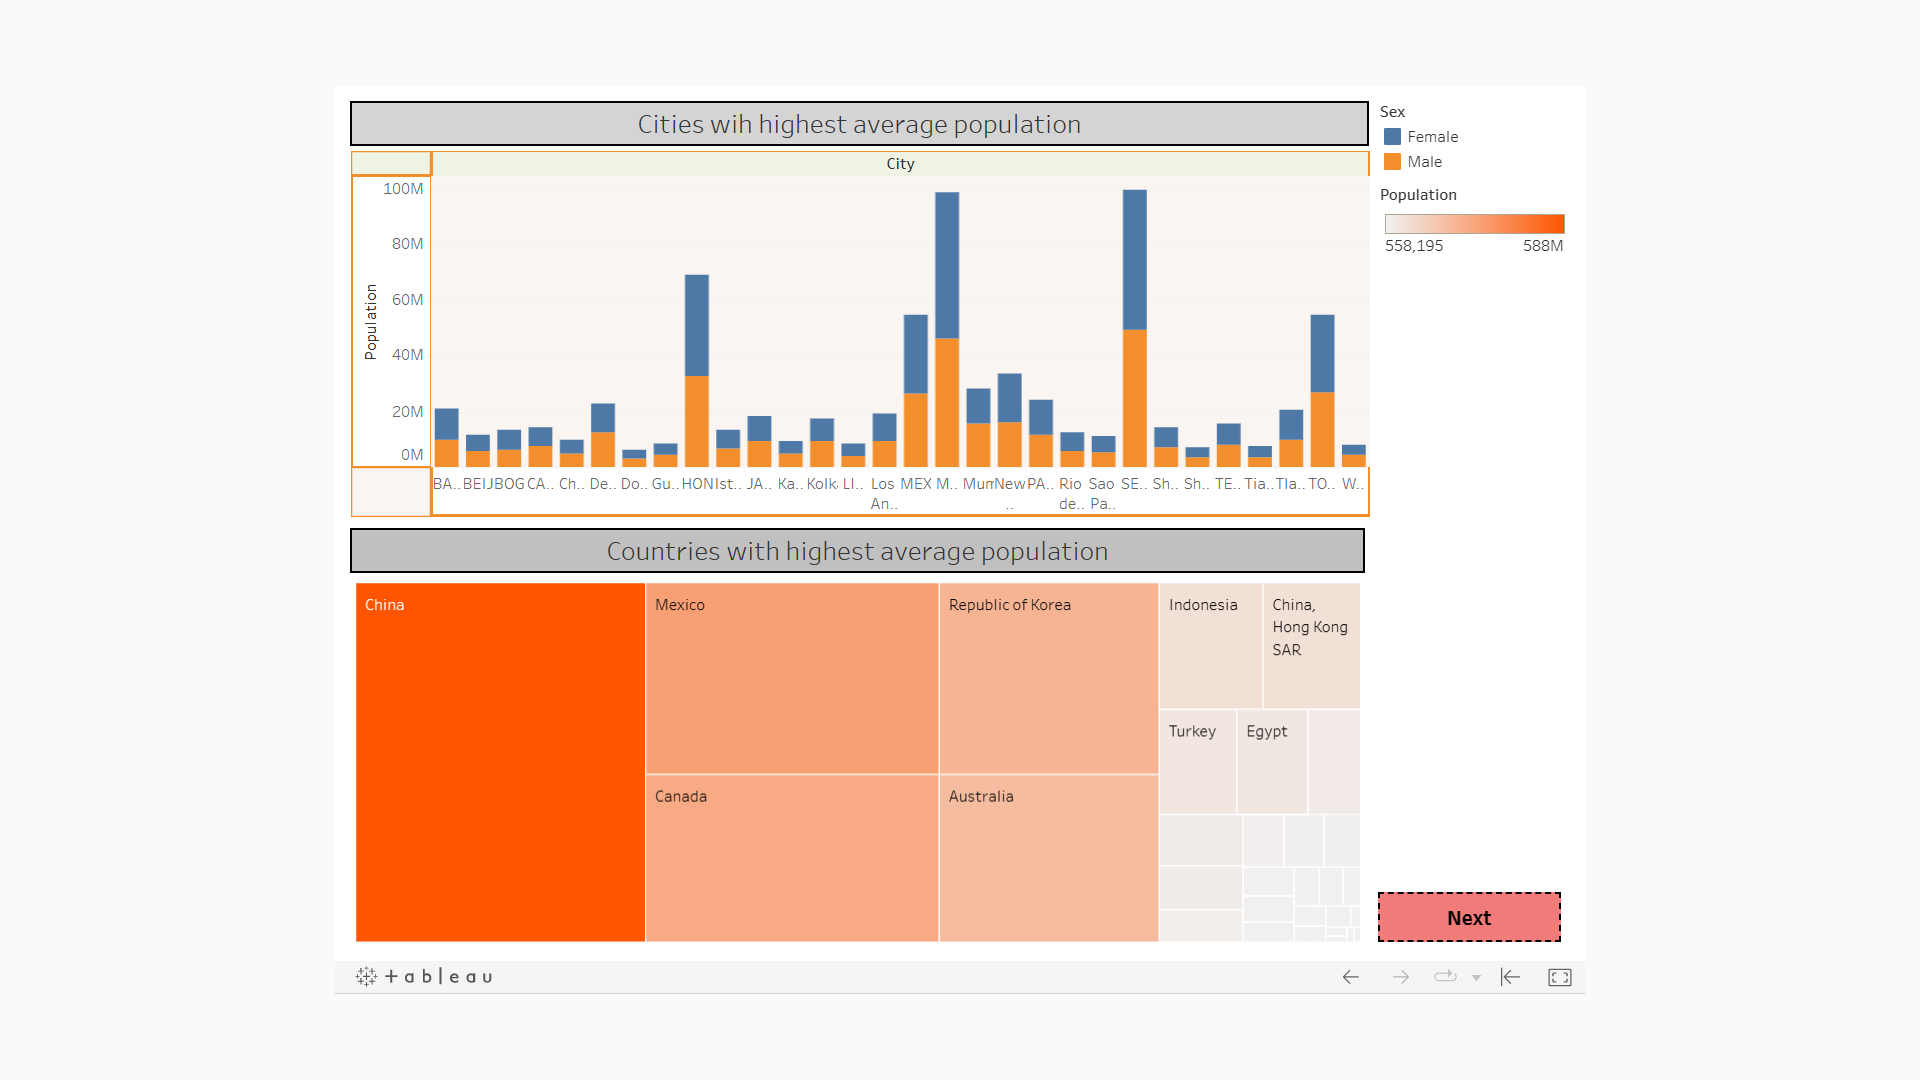 Cities wih highest average population
City
Population
100M
80M
60M
40M
20M
0M
BA.. BEIJ BOG CA.. Ch.. De.. Do.. Gu.. HON Ist.. JA.. Ka.. Kolk LI.. Los An.. MEX M.. Mum New .. PA.. Rio de.. Sao Pa.. SE.. Sh.. Sh.. TE.. Tia.. Tla.. TO.. W..
Sex
Female
Male
Population
558,195 588M
Countries with highest average population
China
Mexico
Republic of Korea
Indonesia
China,
Hong Kong
SAR
Turkey
Egypt
Canada
Australia
Next
+ableau